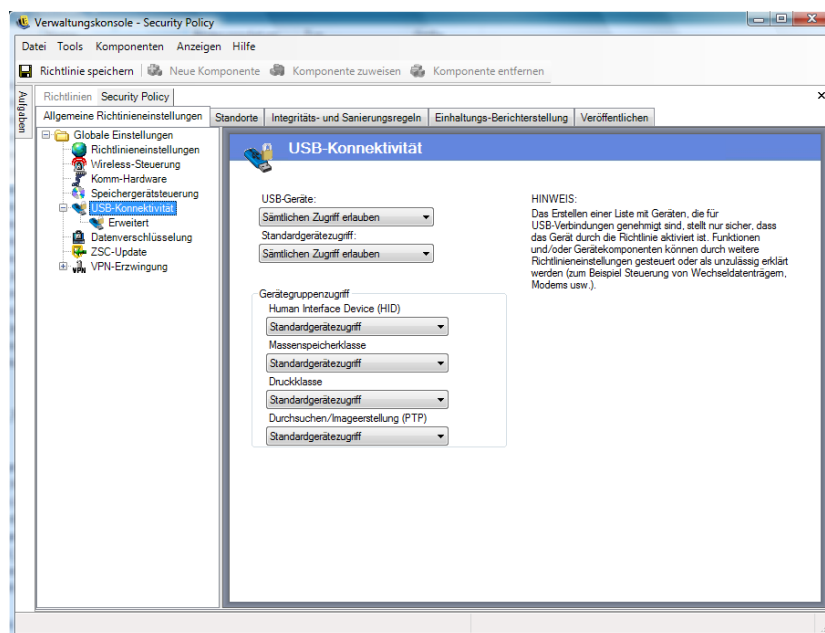 Verwaltungskonsole - Security Policy
Datei Tools Komponenten Anzeigen Hilfe
Richtlinie speichern Neue Komponente Komponente zuweisen Komponente entfernen
Aufgaben
Richtlinien Security Policy
Allgemeine Richtinieneinstellungen Standorte Integritäts- und Sanierungsregeln Einhaltungs-Berichterstellung Veröffentlichen
Globale Einstellungen
Richtlinieneinstellungen
Wireless-Steuerung
Komm-Hardware
Speichergerätsteuerung
USB-Konnektivität
Erweitert
Datenverschlüsselung
ZSC-Update
VPN-Erzwingung
USB-Konnektivität
USB-Geräte:
Sämtlichen Zugriff erlauben
Standardgerätezugriff:
Sämtlichen Zugriff erlauben
Gerätegruppenzugriff
Human Interface Device (HID)
Standardgerätezugriff
Massenspeicherklasse
Standardgerätezugriff
Druckklasse
Standardgerätezugriff
Durchsuchen/Imageerstellung (PTP)
Standardgerätezugriff
HINWEIS:
Das Erstellen einer Liste mit Geräten, die für
USB-Verbindungen genehmigt sind, stellt nur sicher, dass
das Gerät durch die Richtlinie aktiviert ist. Funktionen
und/oder Gerätekomponenten können durch weitere
Richtlinieneinstellungen gesteuert oder als unzulässig erklärt
werden (zum Beispiel Steuerung von Wechseldatenträgern,
Modems usw.).